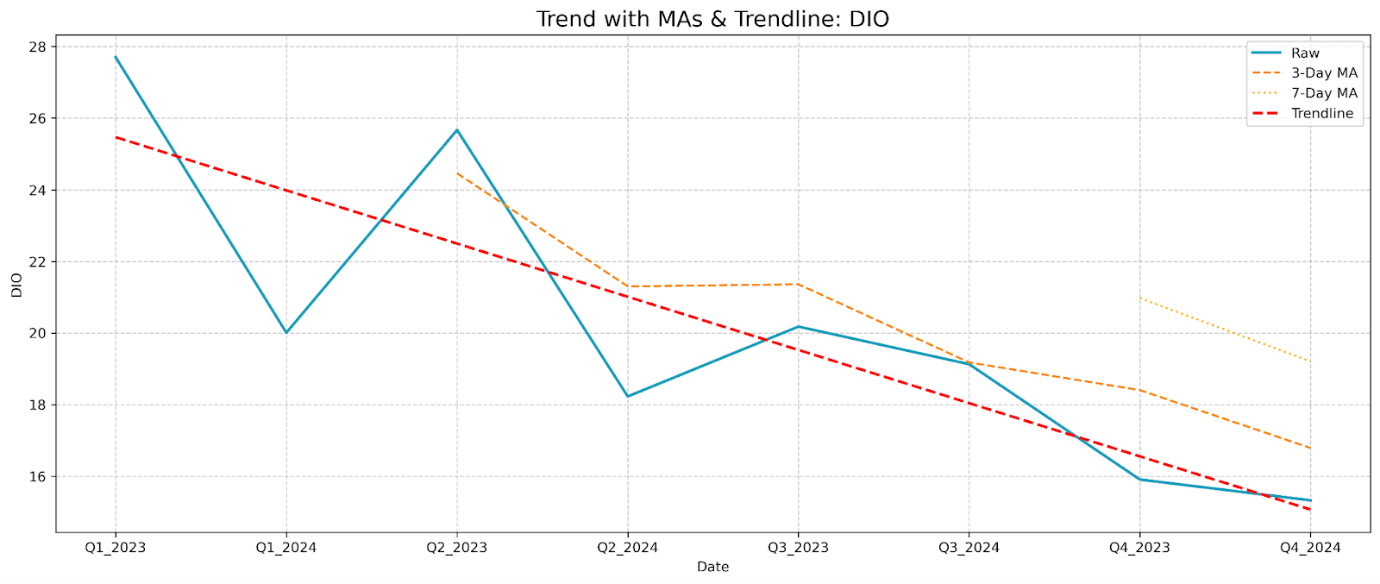 Trend with MAs & Trendline: DIO
Raw
3-Day MA
7-Day MA
Trendline
28
26
24
22
20
18
16
DIO
Q1_2023 Q1_2024 Q2_2023 Q2_2024 Q3_2023 Q3_2024 Q4_2023 Q4_2024
Date